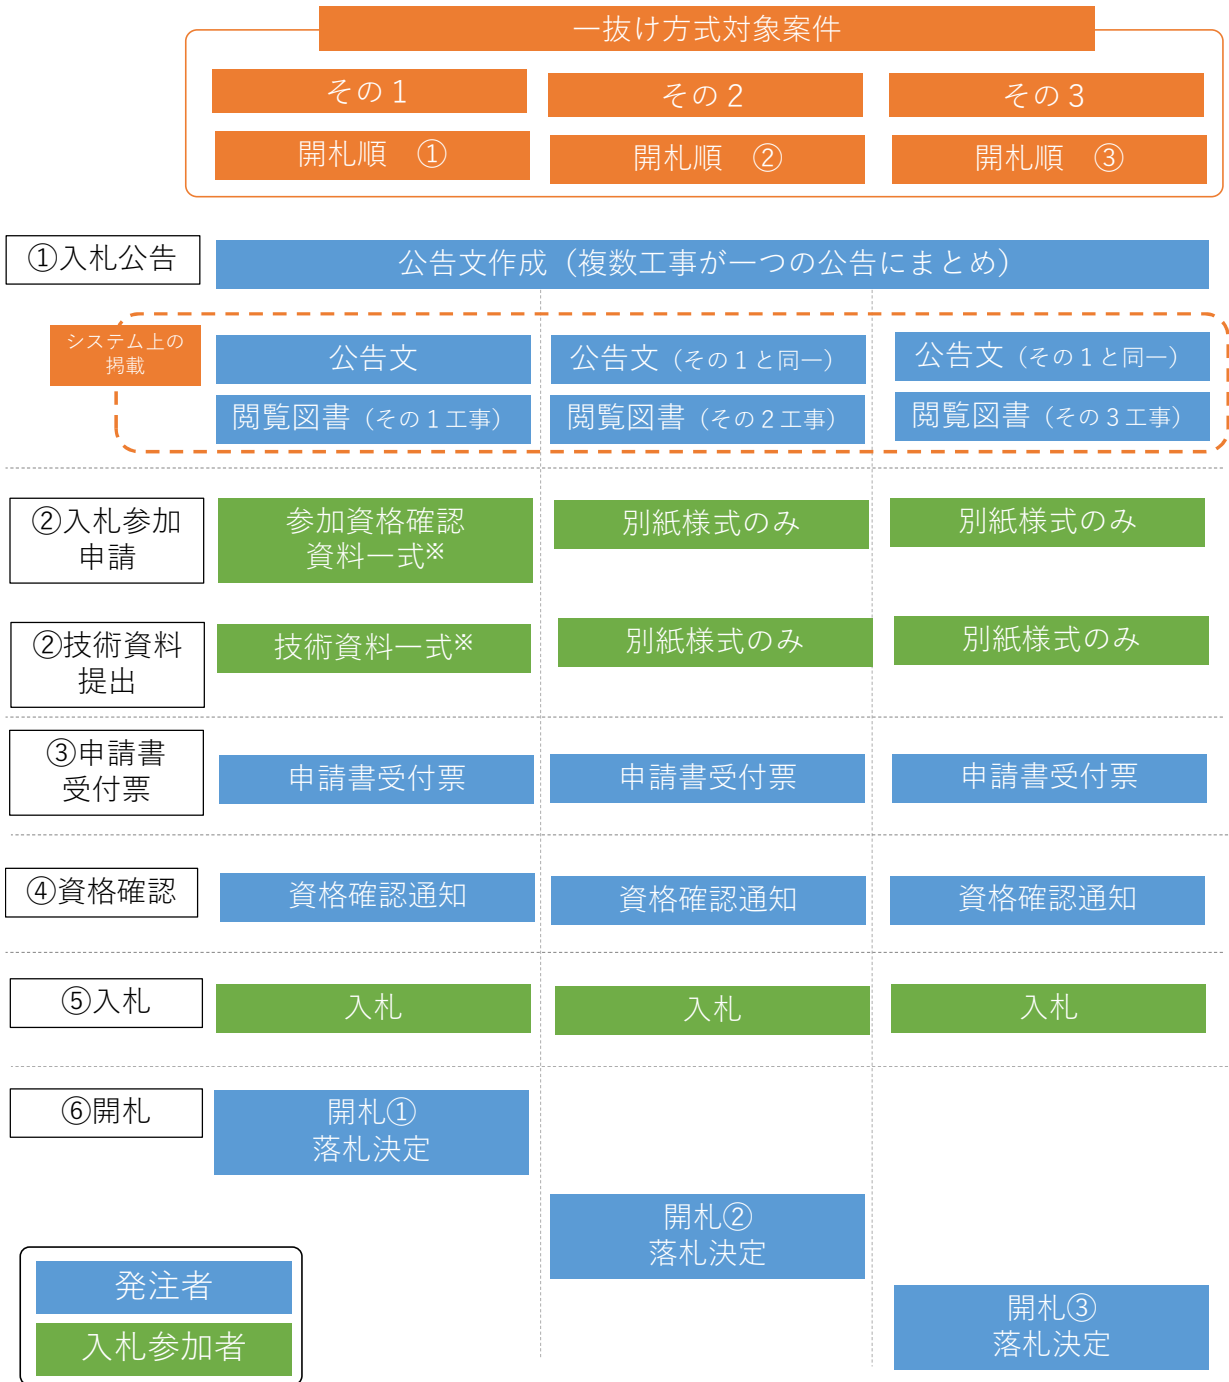 一抜け方式対象案件
その１
その２
その３
開札順　①
開札順　②
開札順　③
①入札公告
公告文作成（複数工事が一つの公告にまとめ）
システム上の
掲載
公告文
公告文（その１と同一）
公告文（その１と同一）
閲覧図書（その１工事）
閲覧図書（その２工事）
閲覧図書（その３工事）
②入札参加
申請
参加資格確認
資料一式※
別紙様式のみ
別紙様式のみ
②技術資料
提出
技術資料一式※
別紙様式のみ
別紙様式のみ
③申請書
受付票
申請書受付票
申請書受付票
申請書受付票
④資格確認
資格確認通知
資格確認通知
資格確認通知
⑤入札
入札
入札
入札
⑥開札
開札①
落札決定
開札②
落札決定
開札③
落札決定
発注者
入札参加者